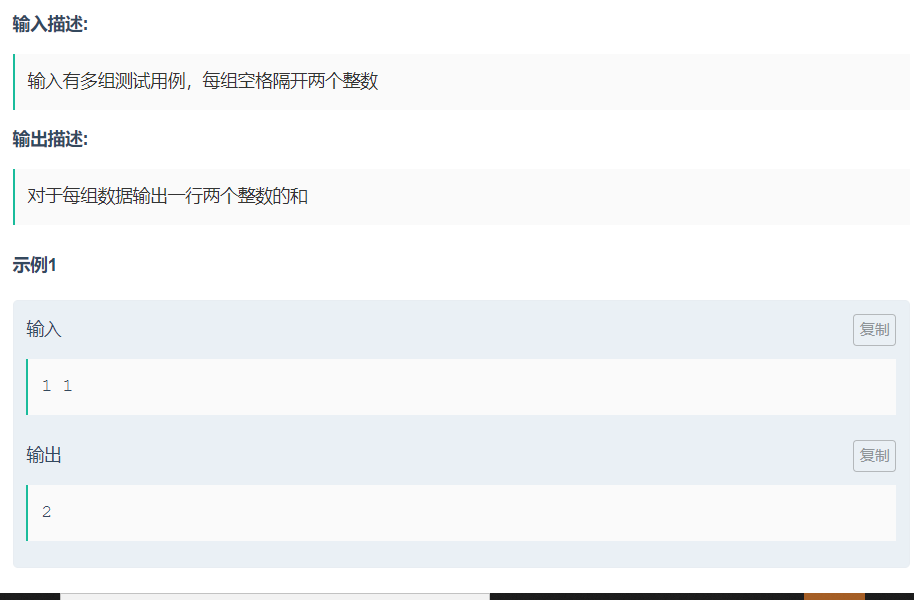 输入描述:
输入有多组测试用例，每组空格隔开两个整数
输出描述:
对于每组数据输出一行两个整数的和
示例1
输入
复制
1 1
输出
复制
2